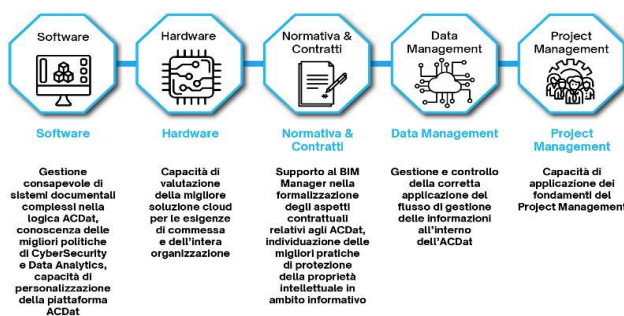 Software
Hardware
Normativa &
Contratti
Data
Management
Project
Management
Software
Gestione
consapevole di
sistemi documentali
complessi nella
logica ACDat,
conoscenza delle
migliori politiche
di CyberSecurity
e Data Analytics,
capacità di
personalizzazione
della piattaforma
ACDat
Hardware
Capacità di
valutazione
della migliore
soluzione cloud
per le esigenze
di commessa
e dell'intera
organizzazione
Normativa &
Contratti
Supporto al BIM
Manager nella
formalizzazione
degli aspetti
contrattuali
relativi agli ACDat,
individuazione delle
migliori pratiche
di protezione
della proprietà
intellettuale in
ambito informativo
Data Management
Gestione e controllo
della corretta
applicazione del
flusso di gestione
delle informazioni
all'interno
dell'ACDat
Project
Management
Capacità di
applicazione dei
fondamenti del
Project Management